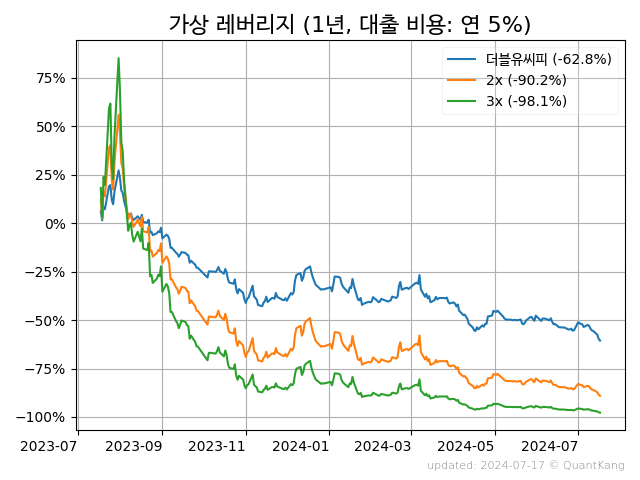 가상 레버리지 (1년, 대출 비용: 연 5%)
더블유씨피 (-62.8%)
2x (-90.2%)
3x (-98.1%)
75%
50%
25%
0%
−25%
−50%
−75%
−100%
2023-07 2023-09 2023-11 2024-01 2024-03 2024-05 2024-07
updated: 2024-07-17 © QuantKang